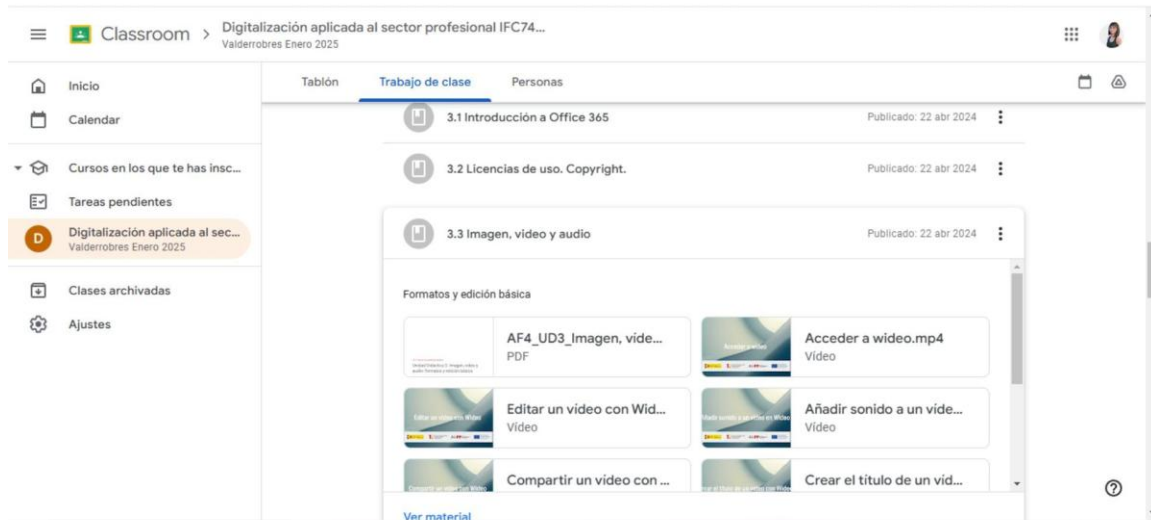 Classroom > Digitalización aplicada al sector profesional IFC74...
Valderrobres Enero 2025
Inicio
Calendar
Cursos en los que te has insc...
Tareas pendientes
D Digitalización aplicada al sec...
Valderrobres Enero 2025
Clases archivadas
Ajustes
Tablón Trabajo de clase Personas
3.1 Introducción a Office 365 Publicado: 22 abr 2024
3.2 Licencias de uso. Copyright. Publicado: 22 abr 2024
3.3 Imagen, video y audio Publicado: 22 abr 2024
Formatos y edición básica
AF4_UD3_Imagen, vide...
PDF
Acceder a wideo.mp4
Vídeo
Editar un vídeo con Wid...
Vídeo
Añadir sonido a un víde...
Vídeo
Compartir un vídeo con ...
Crear el título de un víd...
Ver material